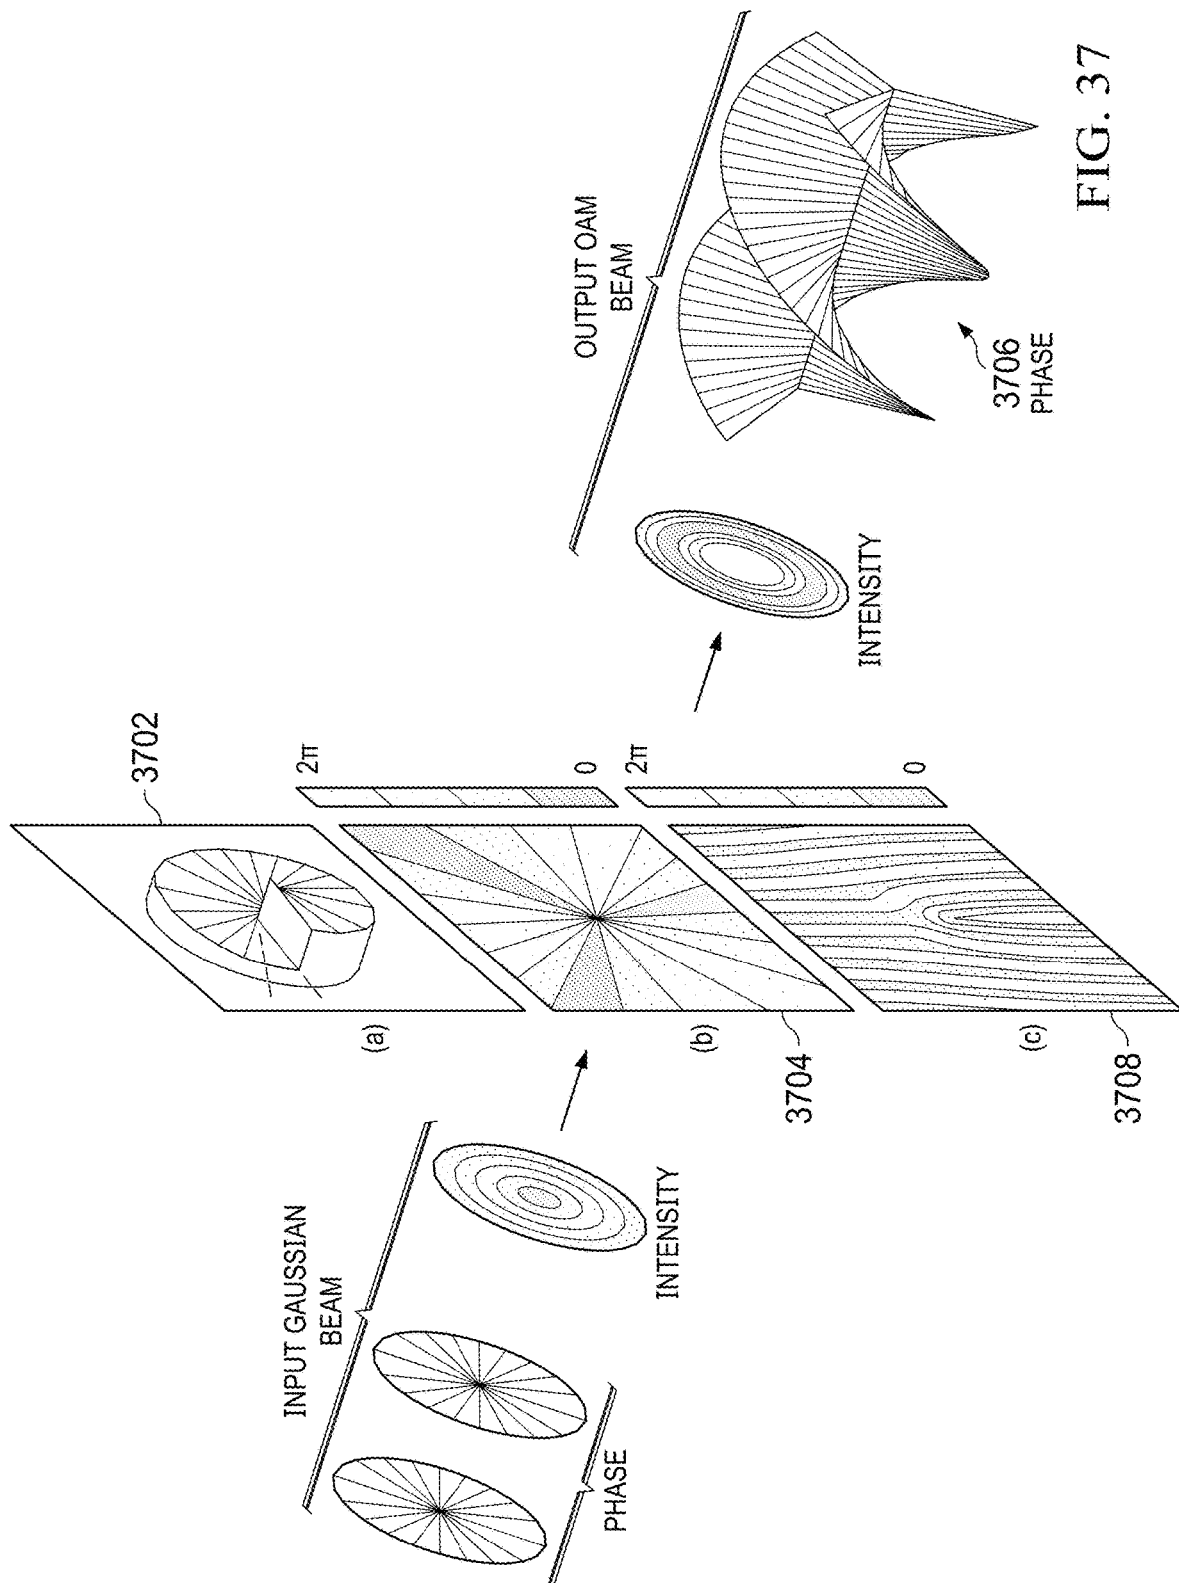 INPUT GAUSSIAN
BEAM
PHASE
INTENSITY
(a)
3702
2π
0
(b)
3704
2π
0
(c)
3708
INTENSITY
OUTPUT OAM
BEAM
3706
PHASE
FIG. 37